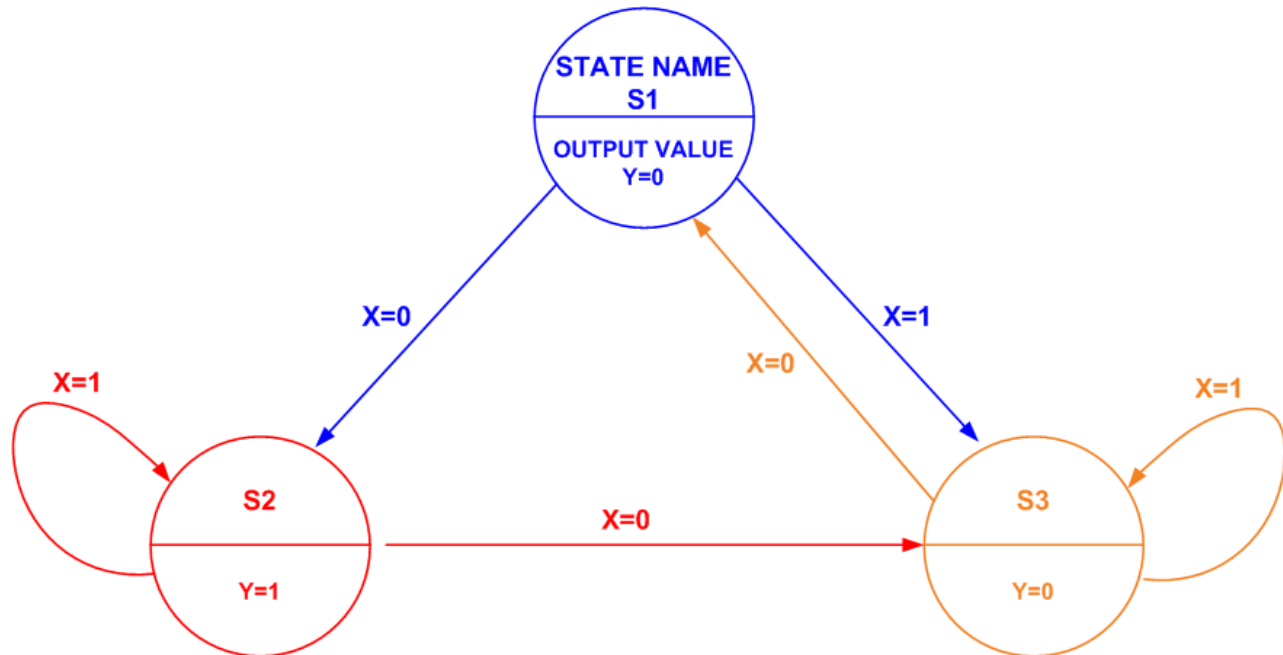 STATE NAME
S1
OUTPUT VALUE
Y=0
X=0
X=1
X=0
X=1
X=1
S2
S3
X=0
Y=1
Y=0